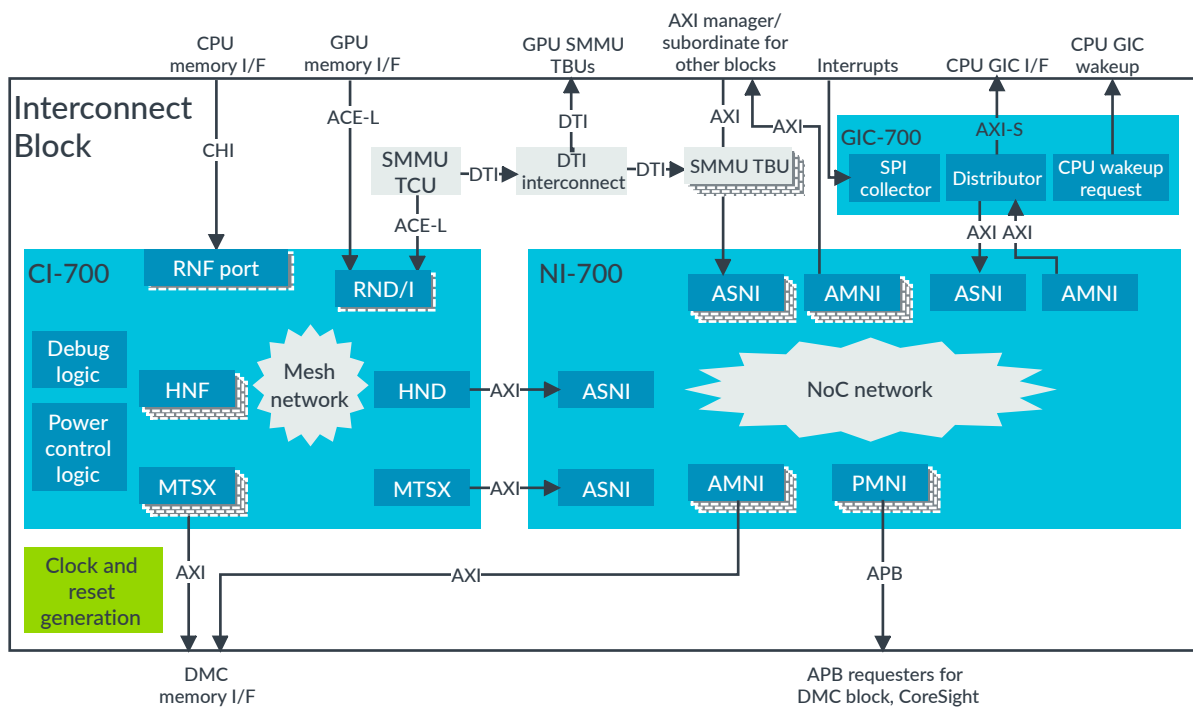 CPU
memory I/F
GPU
memory I/F
GPU SMMU
TBUs
AXI manager/
subordinate for
other blocks
Interrupts
CPU GIC I/F
CPU GIC
wakeup
Interconnect
Block
CHI
ACE-L
DTI
AXI
AXI
AXI-S
GIC-700
SMMU
TCU
DTI
DTI
interconnect
DTI
SMMU TBU
SPI
collector
Distributor
CPU wakeup
request
ACE-L
AXI
AXI
CI-700
RNF port
RND/I
NI-700
ASNI
AMNI
ASNI
AMNI
Debug
logic
HNF
Mesh
network
HND
AXI
ASNI
NoC network
Power
control
logic
MTSX
MTSX
AXI
ASNI
AMNI
PMNI
Clock and
reset
generation
AXI
AXI
APB
DMC
memory I/F
APB requesters for
DMC block, CoreSight